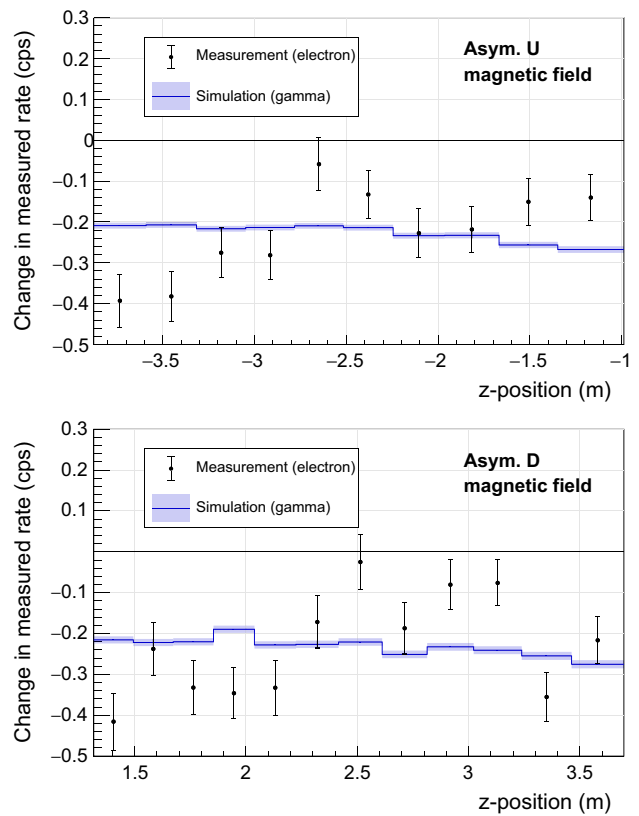 0.3
0.2
0.1
0
−0.1
−0.2
−0.3
−0.4
−0.5
Change in measured rate (cps)
Measurement (electron)
Simulation (gamma)
Asym. U
magnetic field
−3.5 −3 −2.5 −2 −1.5 −1
z-position (m)
0.3
0.2
0.1
−0.1
−0.2
−0.3
−0.4
−0.5
Change in measured rate (cps)
Measurement (electron)
Simulation (gamma)
Asym. D
magnetic field
1.5 2 2.5 3 3.5
z-position (m)